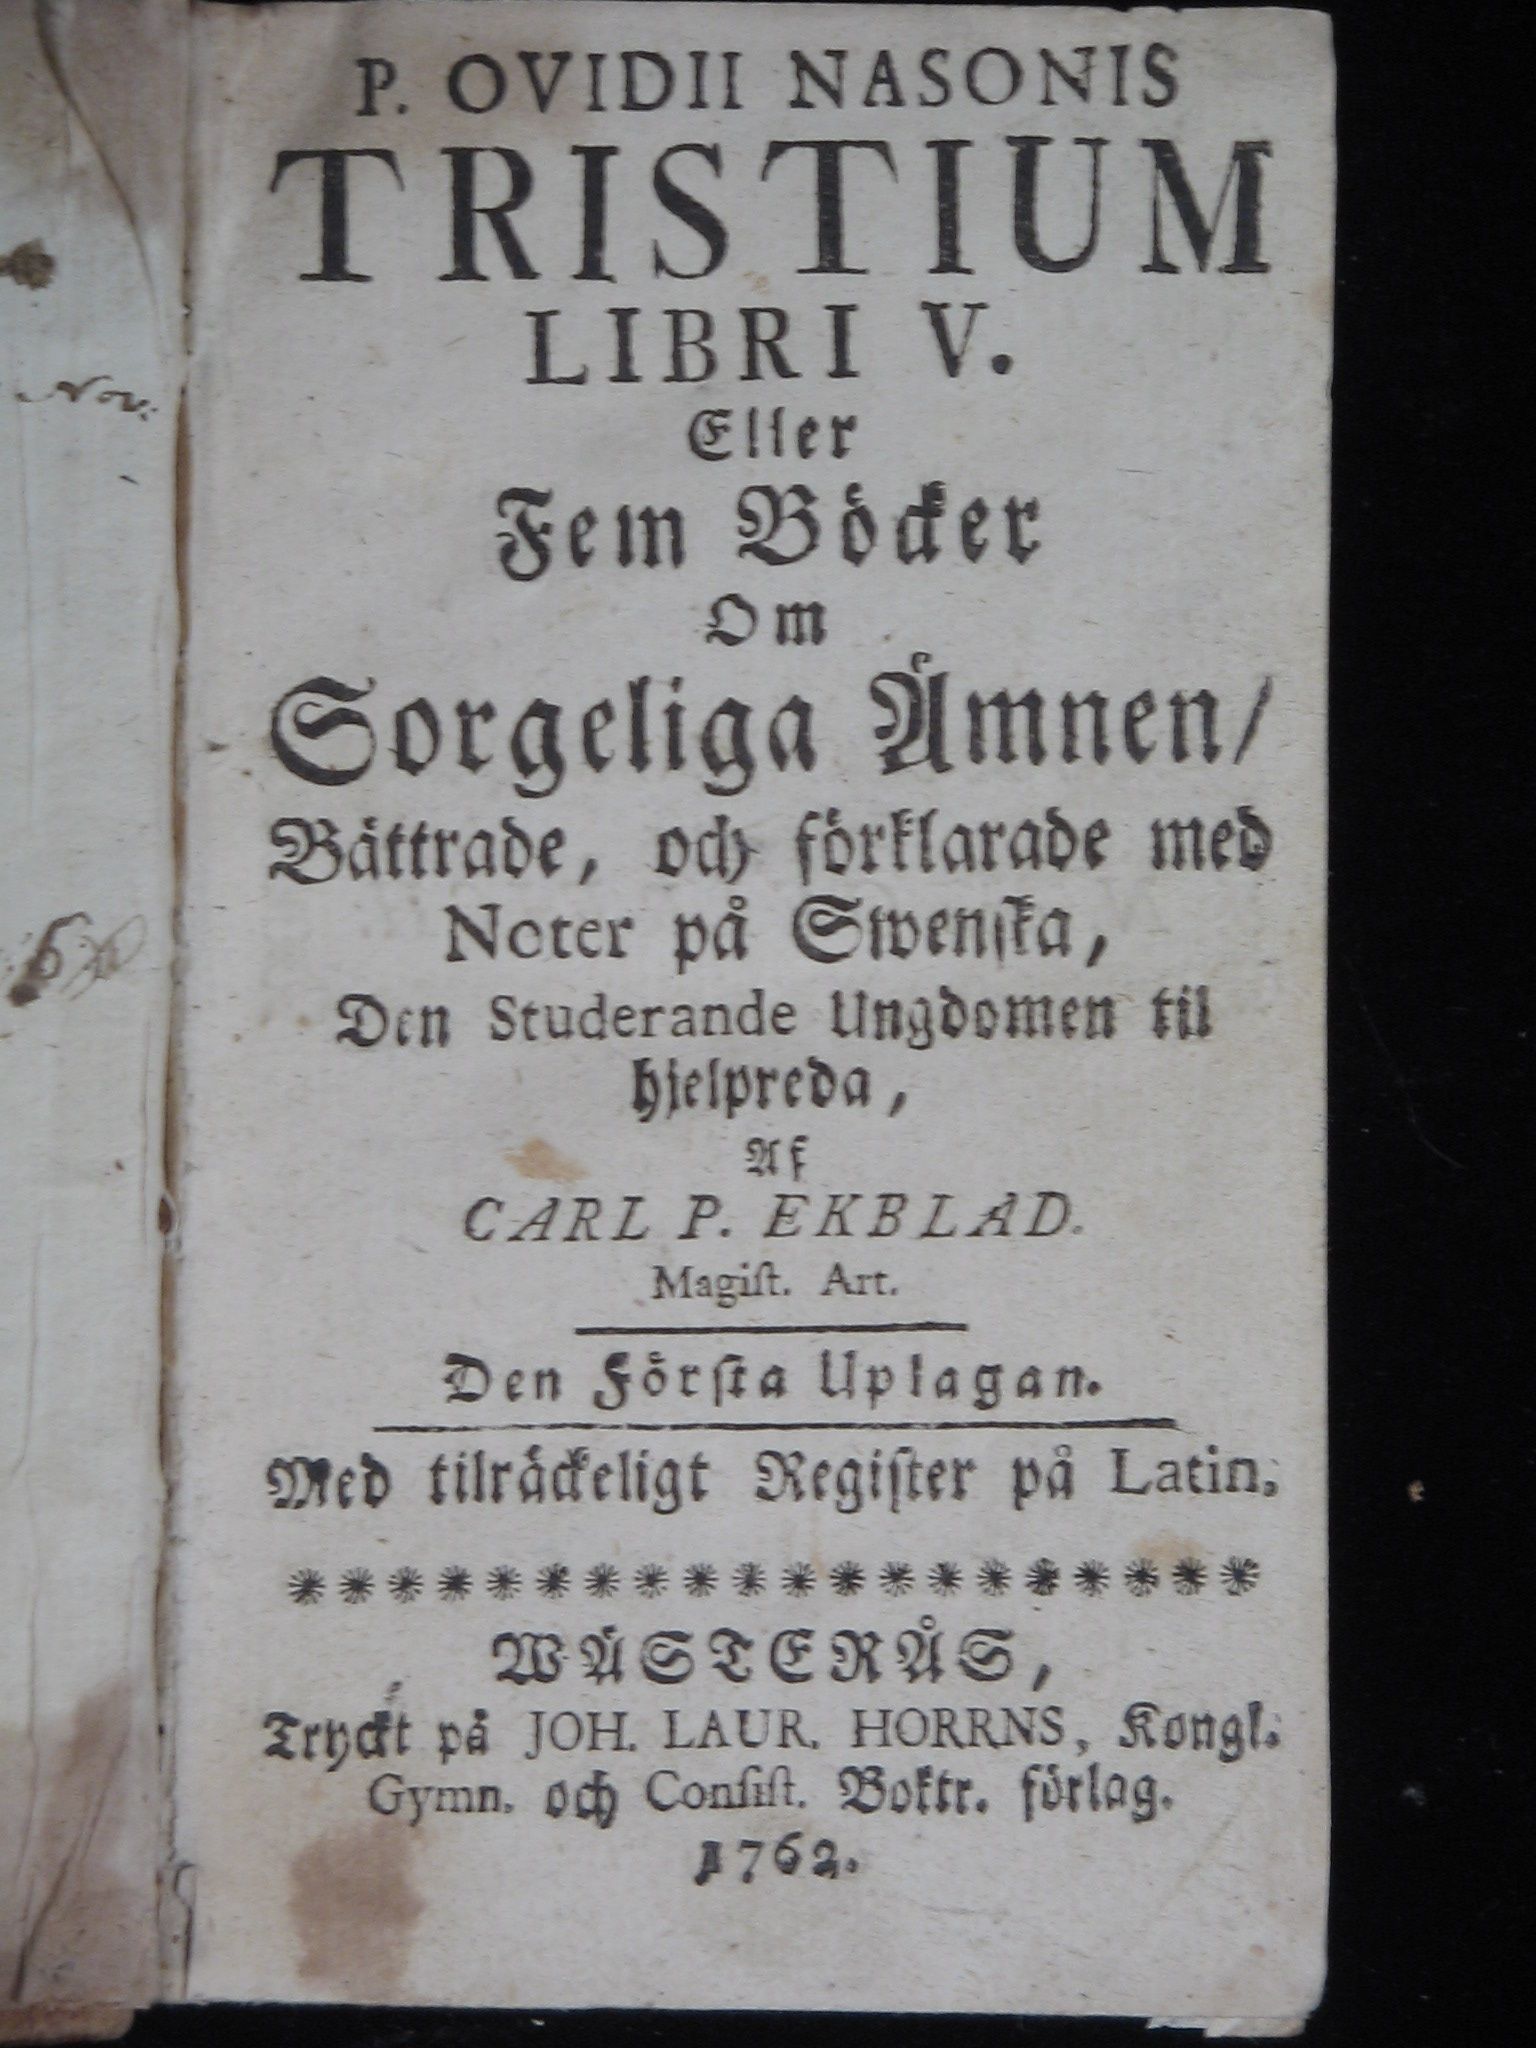 P. OVIDII NASONIS
TRISTIUM
LIBRI V.
Eller
Fem Böcker
Om
Sorgeliga Ämnen/
Bättrade, och förklarade med
Noter på Swenſka,
Den Studerande Ungdomen til
hjelpreda,
Af
CARL P. EKBLAD.
Magiſt. Art.
Den Förſta Uplagan.
Med tilräckeligt Regiſter på Latin.
WÄSTERÅS,
Tryckt på JOH. LAUR. HORRNS, Kongl.
Gymn. och Conſiſt. Boktr. förlag.
1762.
Nov: